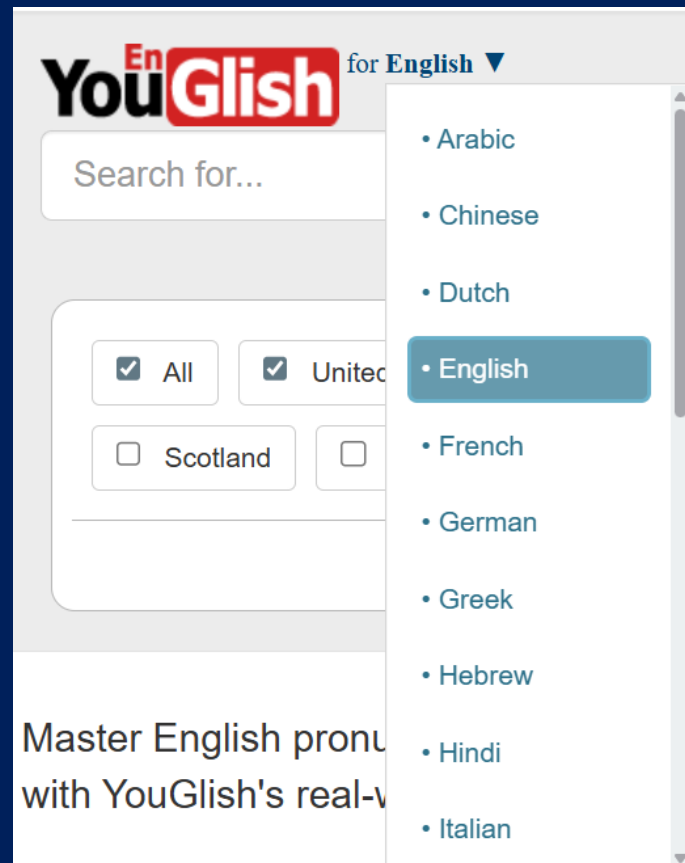 YouGlish
En
for English ▼
Search for...
• Arabic
• Chinese
• Dutch
• English
• French
• German
• Greek
• Hebrew
• Hindi
• Italian
All
United
Scotland
Master English pronu
with YouGlish's real-